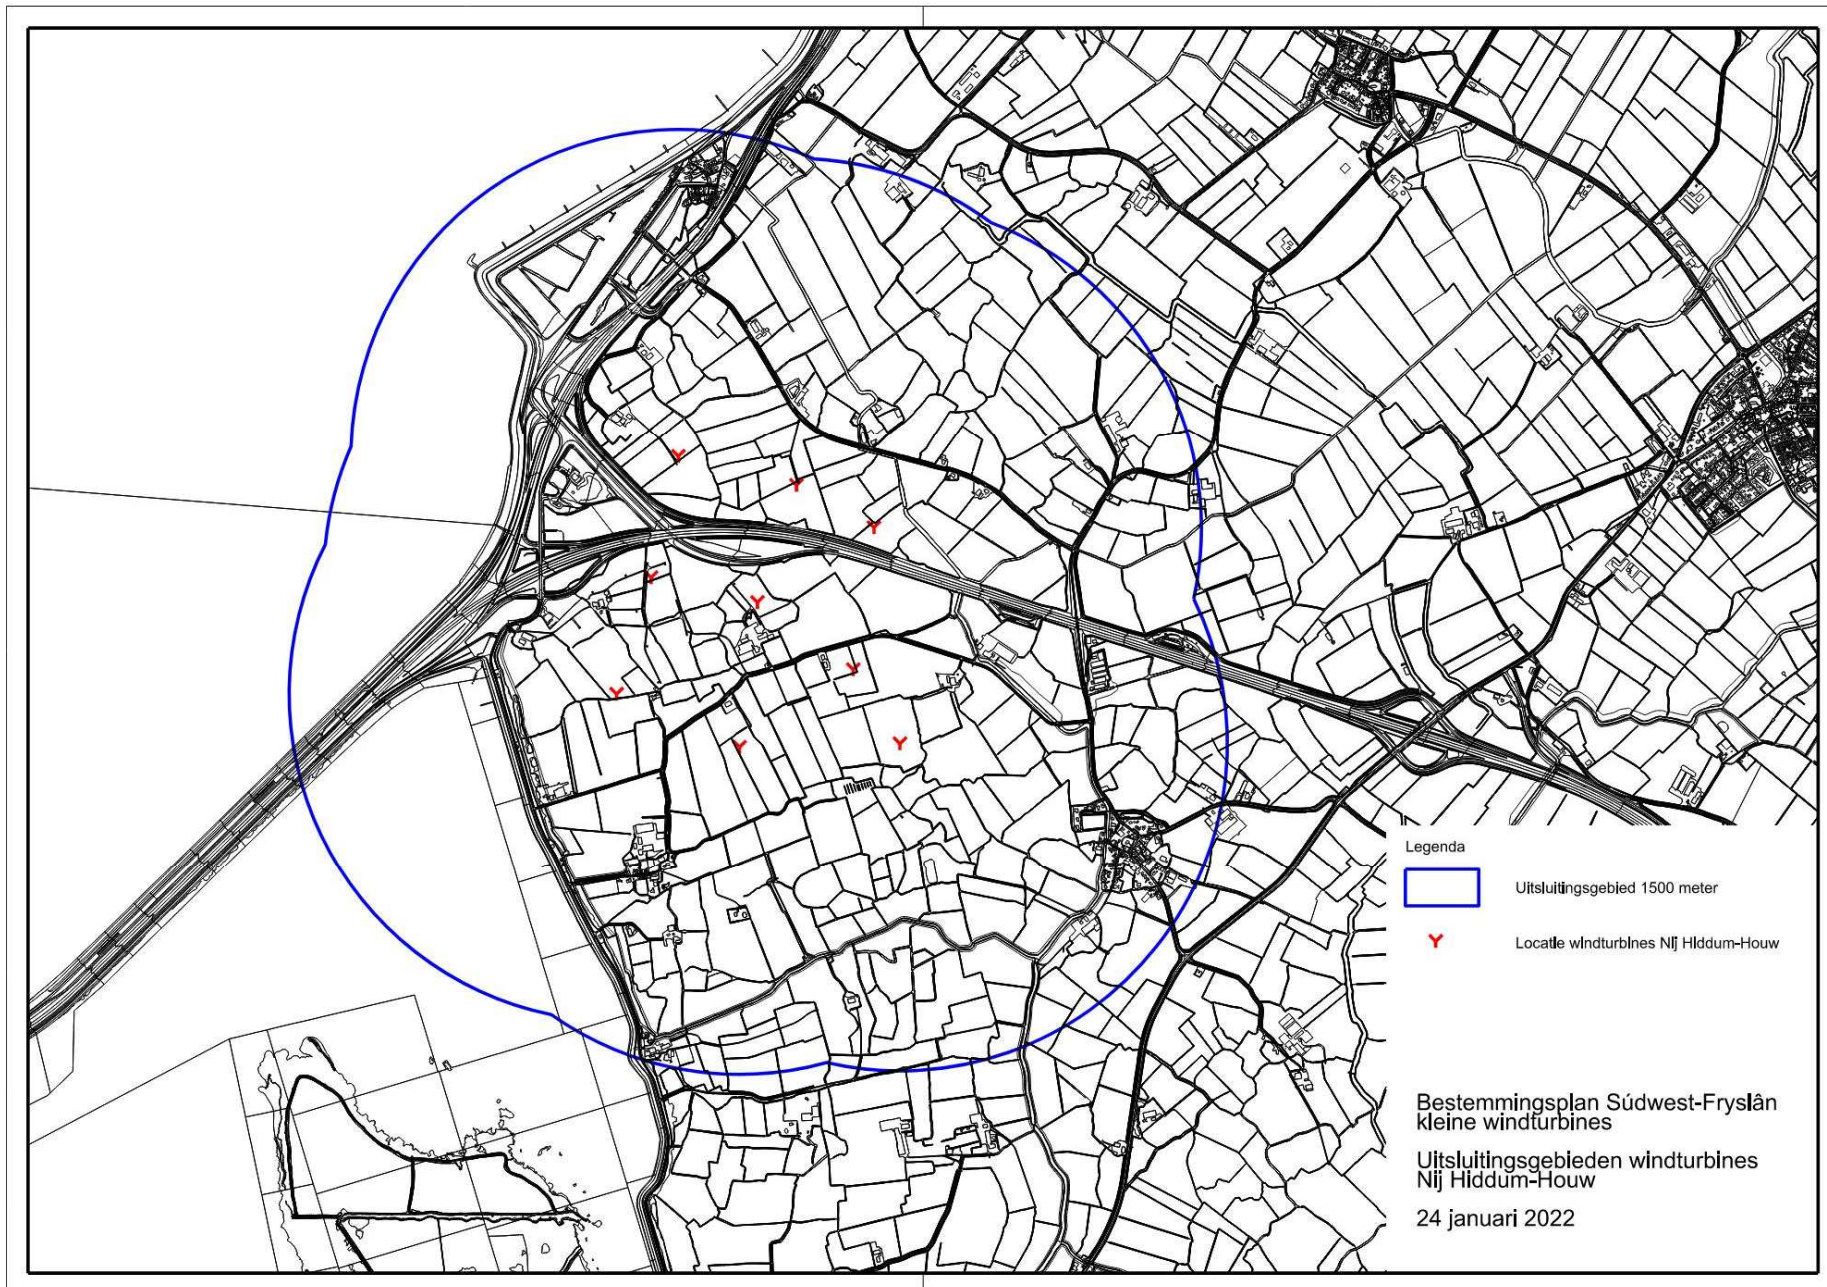 Legenda
Uitsluitingsgebied 1500 meter
Locatie windturbines Nij Hiddum-Houw
Bestemmingsplan Súdwest-Fryslân
kleine windturbines
Uitsluitingsgebieden windturbines
Nij Hiddum-Houw
24 januari 2022